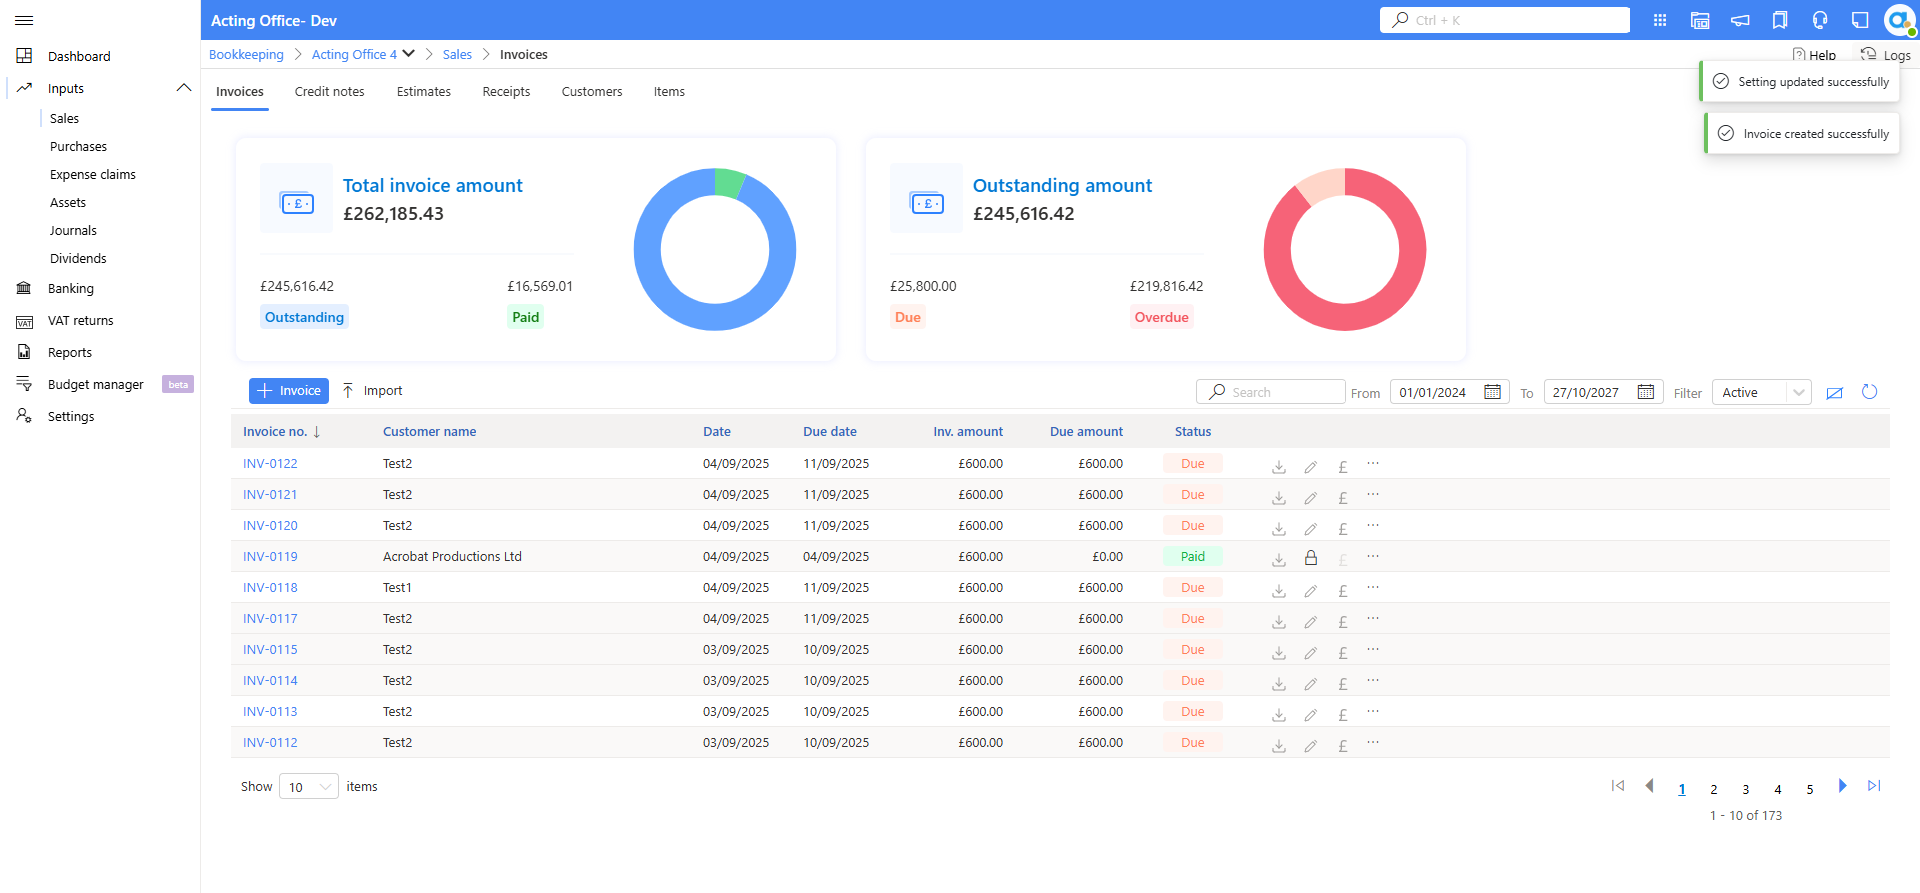 Acting Office- Dev
Ctrl + K
Dashboard
Inputs
Sales
Purchases
Expense claims
Assets
Journals
Dividends
Banking
VAT
VAT returns
Reports
Budget manager
beta
Settings
Bookkeeping
Acting Office 4
Sales
Invoices
Help
Logs
Setting updated successfully
Invoice created successfully
Invoices
Credit notes
Estimates
Receipts
Customers
Items
Total invoice amount
£262,185.43
£245,616.42
£16,569.01
Outstanding
Paid
Outstanding amount
£245,616.42
£25,800.00
£219,816.42
Due
Overdue
Invoice
Import
Search
From
01/01/2024
To
27/10/2027
Filter
Active
Invoice no. Customer name Date Due date Inv. amount Due amount Status
INV-0122 Test2 04/09/2025 11/09/2025 £600.00 £600.00 Due £ ...
INV-0121 Test2 04/09/2025 11/09/2025 £600.00 £600.00 Due £ ...
INV-0120 Test2 04/09/2025 11/09/2025 £600.00 £600.00 Due £ ...
INV-0119 Acrobat Productions Ltd 04/09/2025 04/09/2025 £600.00 £0.00 Paid £ ...
INV-0118 Test1 04/09/2025 11/09/2025 £600.00 £600.00 Due £ ...
INV-0117 Test2 04/09/2025 11/09/2025 £600.00 £600.00 Due £ ...
INV-0115 Test2 03/09/2025 10/09/2025 £600.00 £600.00 Due £ ...
INV-0114 Test2 03/09/2025 10/09/2025 £600.00 £600.00 Due £ ...
INV-0113 Test2 03/09/2025 10/09/2025 £600.00 £600.00 Due £ ...
INV-0112 Test2 03/09/2025 10/09/2025 £600.00 £600.00 Due £ ...
Show 10 items
1 2 3 4 5
1 - 10 of 173